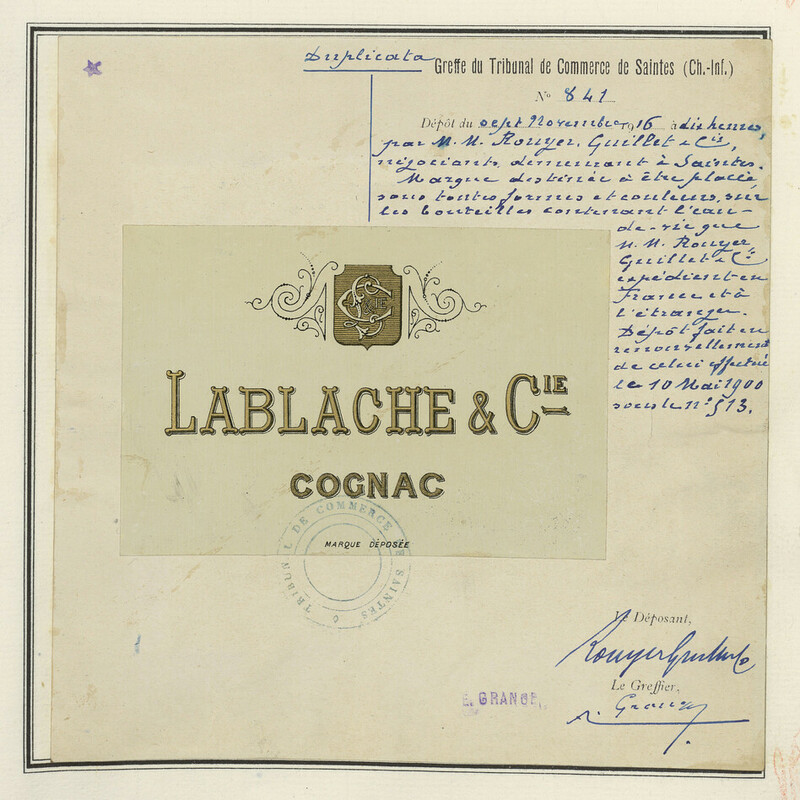 Duplicata
Greffe du Tribunal de Commerce de Saintes (Ch.-Inf.)
N° 841
Dépôt du sept Novembre 1916 à dix heures,
par M. M. Rouyer, Guillet & Cie,
négociants, demeurant à Saintes.
Marque destinée à être placée,
sous toutes formes et couleurs, sur
les bouteilles contenant l'eau-
de-vie que
M. M. Rouyer
Guillet & Cie
expédient en
France et à
l'étranger.
Dépôt fait en
renouvellement
de celui effectué
le 10 Mai 1900
sous le n° 513.
LABLACHE & CIE
COGNAC
MARQUE DÉPOSÉE
TRIBUNAL DE COMMERCE DE SAINTES
Le Déposant,
Rouyer Guillet & Co
Le Greffier,
E. GRANGE.